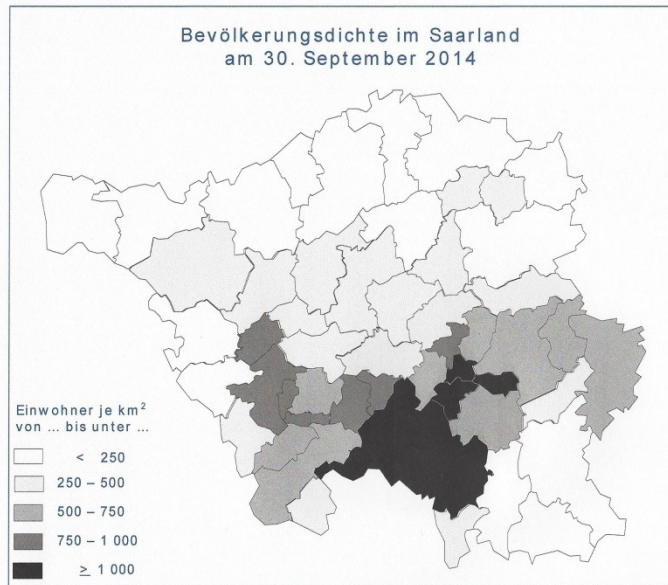 Bevölkerungsdichte im Saarland
am 30. September 2014
Einwohner je km²
von ... bis unter ...
< 250
250 – 500
500 – 750
750 – 1 000
≥ 1 000